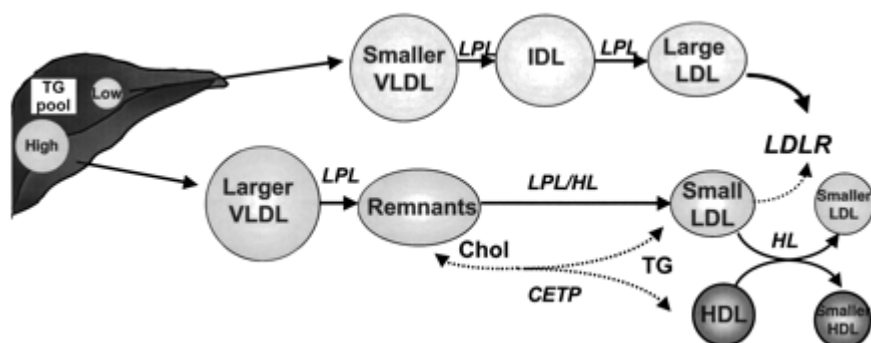 TG
pool
Low
High
Smaller
VLDL
LPL
IDL
LPL
Large
LDL
LDLR
Larger
VLDL
LPL
Remnants
LPL/HL
Small
LDL
Smaller
LDL
HL
Chol
TG
CETP
HDL
Smaller
HDL